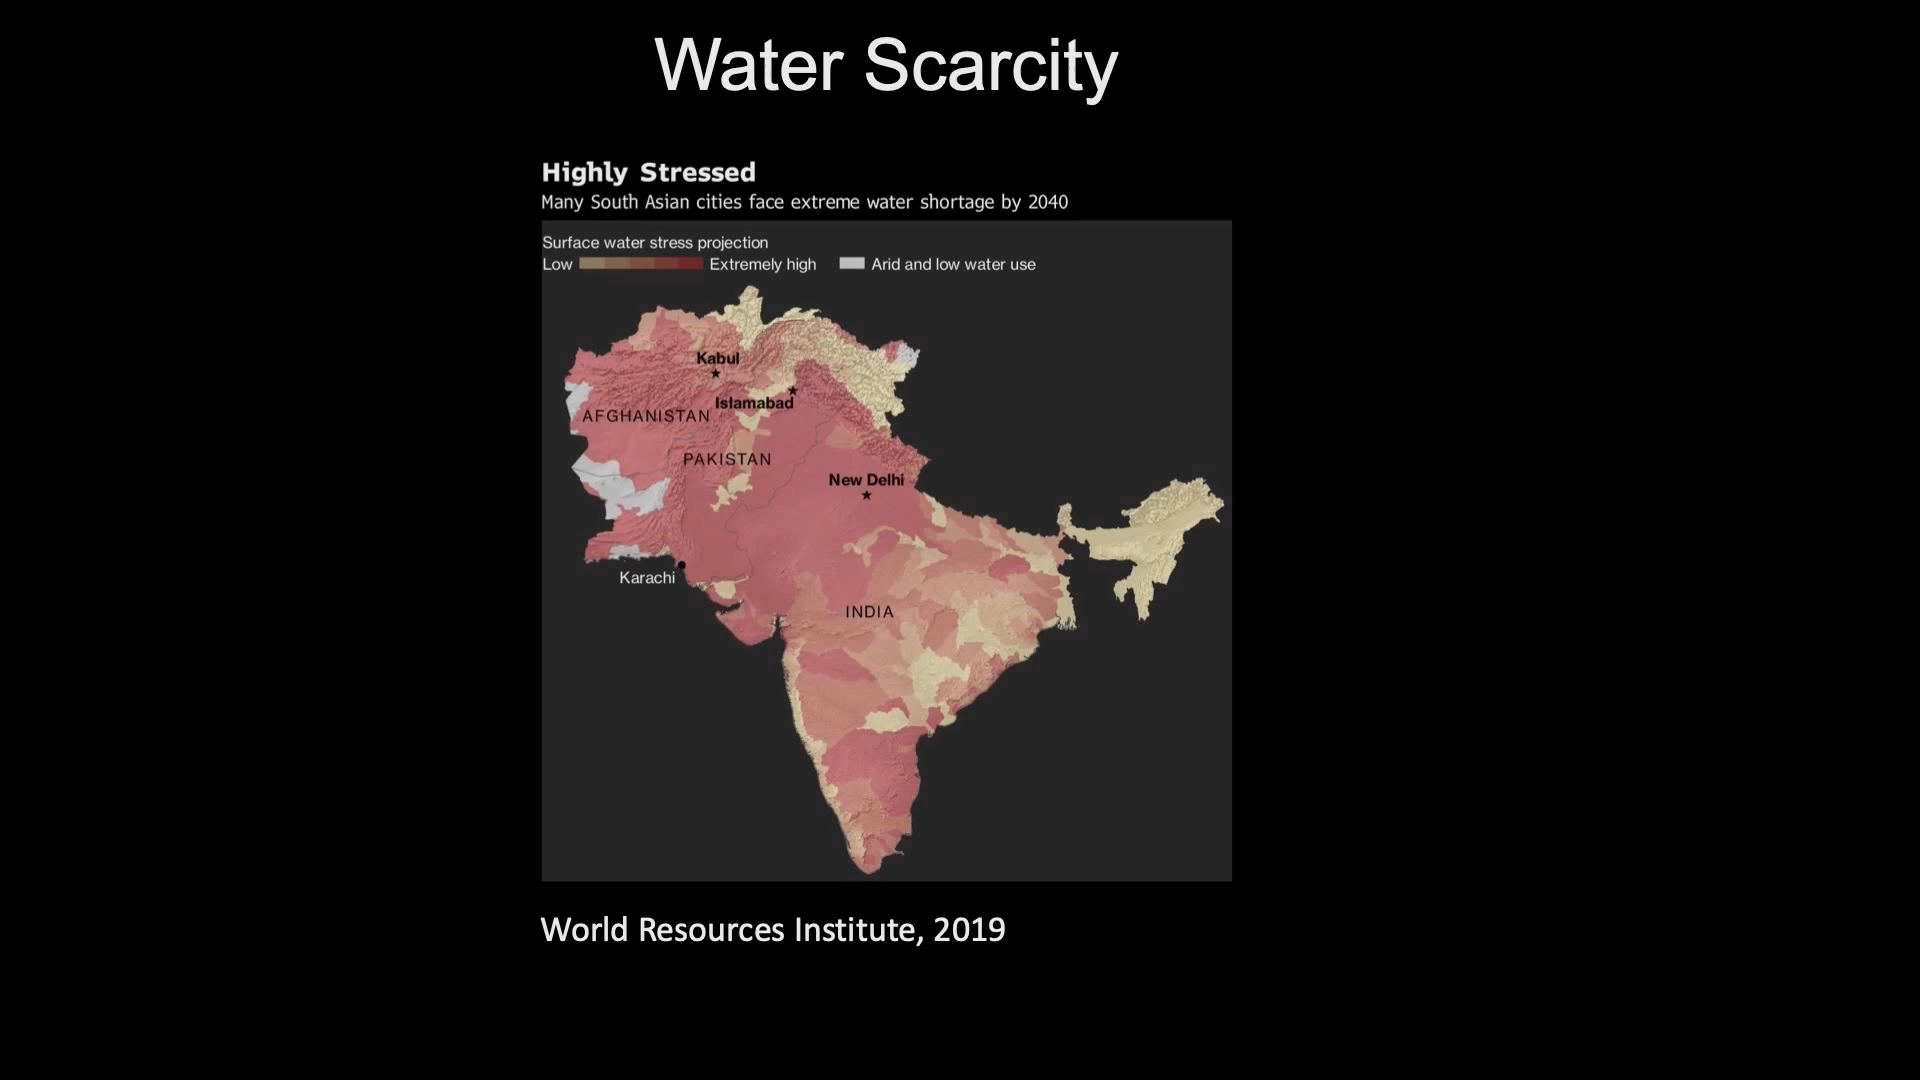 Water Scarcity
Highly Stressed
Many South Asian cities face extreme water shortage by 2040
Surface water stress projection
Low Extremely high Arid and low water use
Kabul
Islamabad
AFGHANISTAN
PAKISTAN
New Delhi
Karachi
INDIA
World Resources Institute, 2019